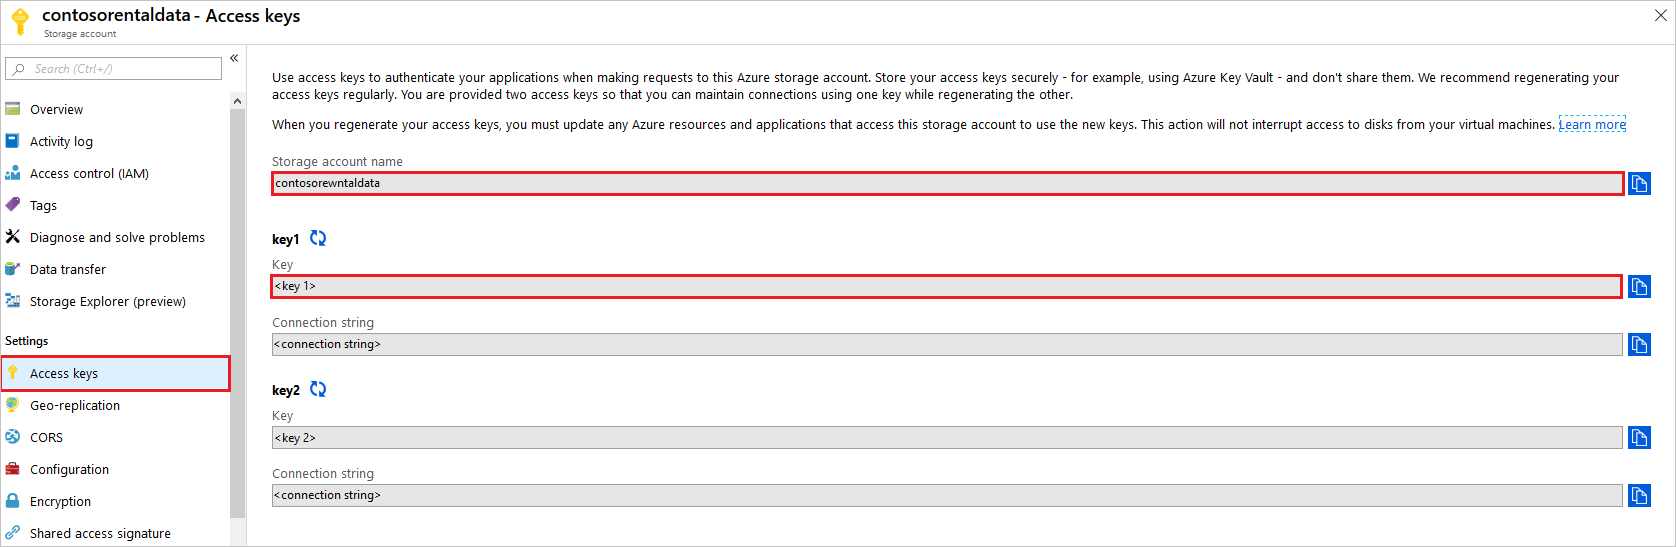 contosorentaldata - Access keys
Storage account
Search (Ctrl+/)
«
Overview
Activity log
Access control (IAM)
Tags
Diagnose and solve problems
Data transfer
Storage Explorer (preview)
Settings
Access keys
Geo-replication
CORS
Configuration
Encryption
Shared access signature
Use access keys to authenticate your applications when making requests to this Azure storage account. Store your access keys securely - for example, using Azure Key Vault - and don't share them. We recommend regenerating your
access keys regularly. You are provided two access keys so that you can maintain connections using one key while regenerating the other.
When you regenerate your access keys, you must update any Azure resources and applications that access this storage account to use the new keys. This action will not interrupt access to disks from your virtual machines. Learn more
Storage account name
contosorewntaldata
key1
Key
<key 1>
Connection string
<connection string>
key2
Key
<key 2>
Connection string
<connection string>